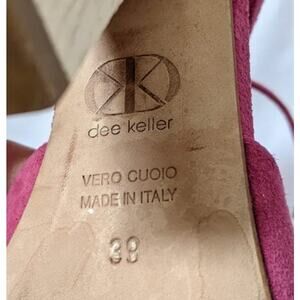 dee keller
VERO CUOIO
MADE IN ITALY
39